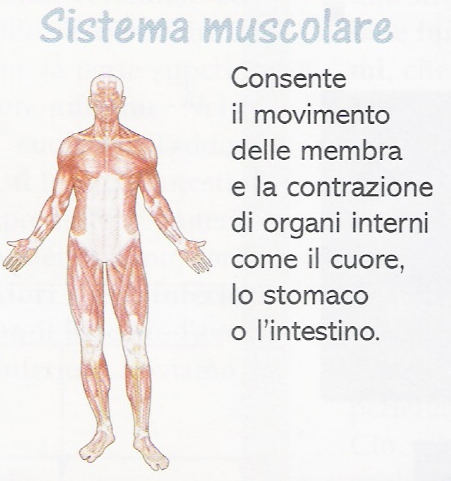 Sistema muscolare
Consente
il movimento
delle membra
e la contrazione
di organi interni
come il cuore,
lo stomaco
o l'intestino.